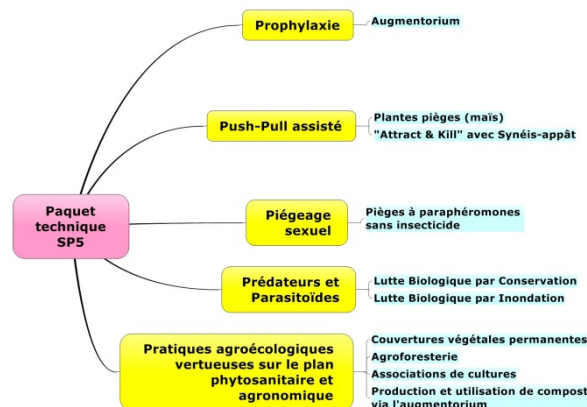 Paquet
technique
SP5
Prophylaxie
Augmentorium
Push-Pull assisté
Plantes pièges (maïs)
"Attract & Kill" avec Synéis-appât
Piégeage
sexuel
Pièges à paraphéromones
sans insecticide
Prédateurs et
Parasitoïdes
Lutte Biologique par Conservation
Lutte Biologique par Inondation
Pratiques agroécologiques
vertueuses sur le plan
phytosanitaire et
agronomique
Couvertures végétales permanentes
Agroforesterie
Associations de cultures
Production et utilisation de compost
via l'augmentorium